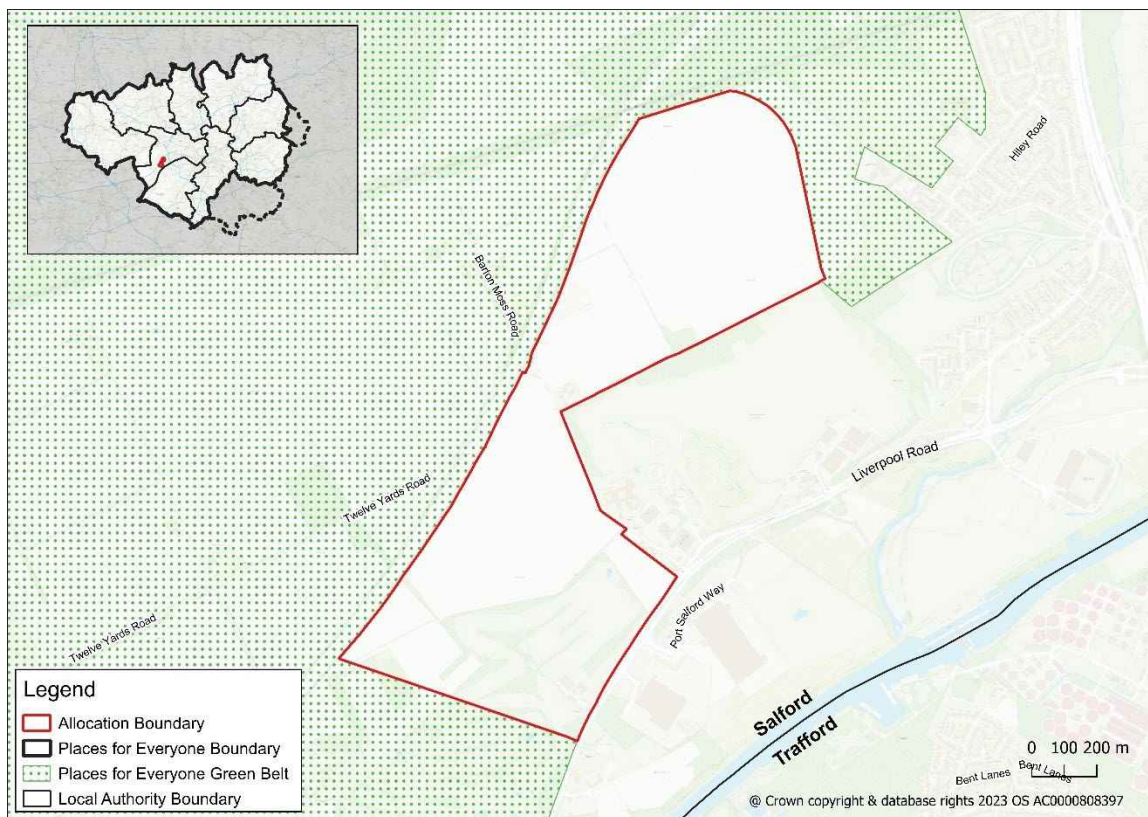 Hiley Road
Barton Moss Road
Liverpool Road
Twelve Yards Road
Port Salford Way
Twelve Yards Road
Salford
Trafford
Legend
Allocation Boundary
Places for Everyone Boundary
Places for Everyone Green Belt
Local Authority Boundary
0 100 200 m
Bent Lanes
Bent Lanes
@ Crown copyright & database rights 2023 OS AC0000808397